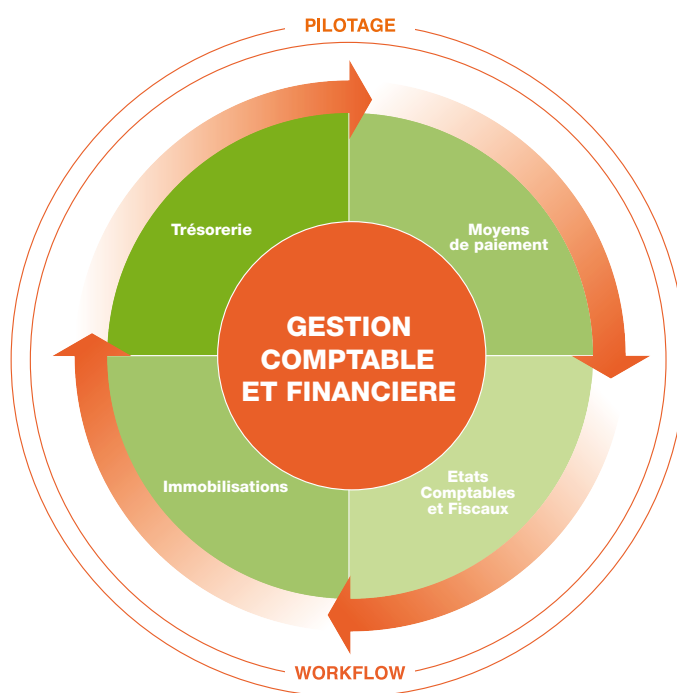 PILOTAGE
Trésorerie
Moyens
de paiement
GESTION
COMPTABLE
ET FINANCIERE
Immobilisations
Etats
Comptables
et Fiscaux
WORKFLOW